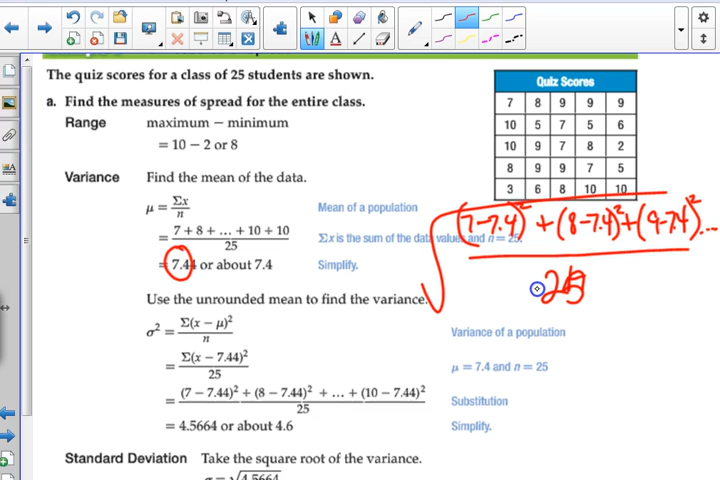 The quiz scores for a class of 25 students are shown.
a. Find the measures of spread for the entire class.
Range maximum − minimum
= 10 − 2 or 8
Variance Find the mean of the data.
μ = Σx/n Mean of a population
= 7 + 8 + ... + 10 + 10/25 Σx is the sum of the data values and n = 25.
= 7.44 or about 7.4 Simplify.
Use the unrounded mean to find the variance.
σ² = Σ(x − μ)²/n Variance of a population
= Σ(x − 7.44)²/25 μ = 7.4 and n = 25
= (7 − 7.44)² + (8 − 7.44)² + ... + (10 − 7.44)²/25 Substitution
= 4.5664 or about 4.6 Simplify.
Standard Deviation Take the square root of the variance.
σ = √4.5664
Quiz Scores
7 8 9 9 9
10 5 7 5 6
10 9 7 8 2
8 9 9 7 5
3 6 8 10 10
√(7-7.4)² + (8-7.4)² + (9-7.4)² ...
25